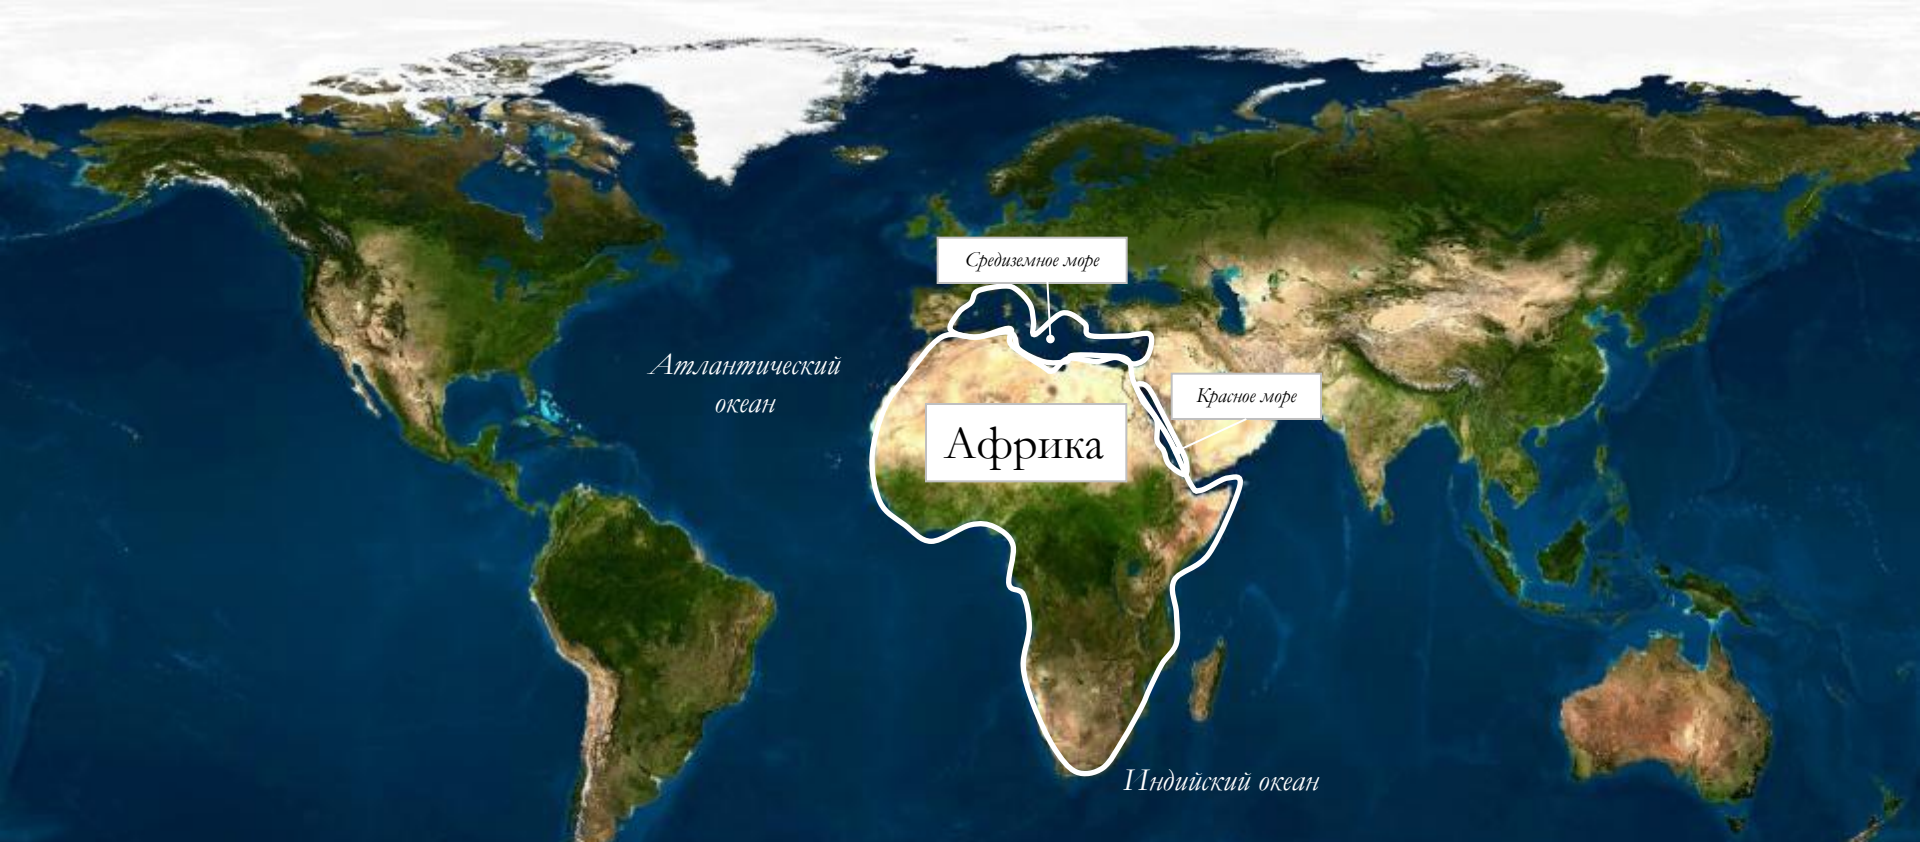 Средиземное море
Атлантический
океан
Красное море
Африка
Индийский океан